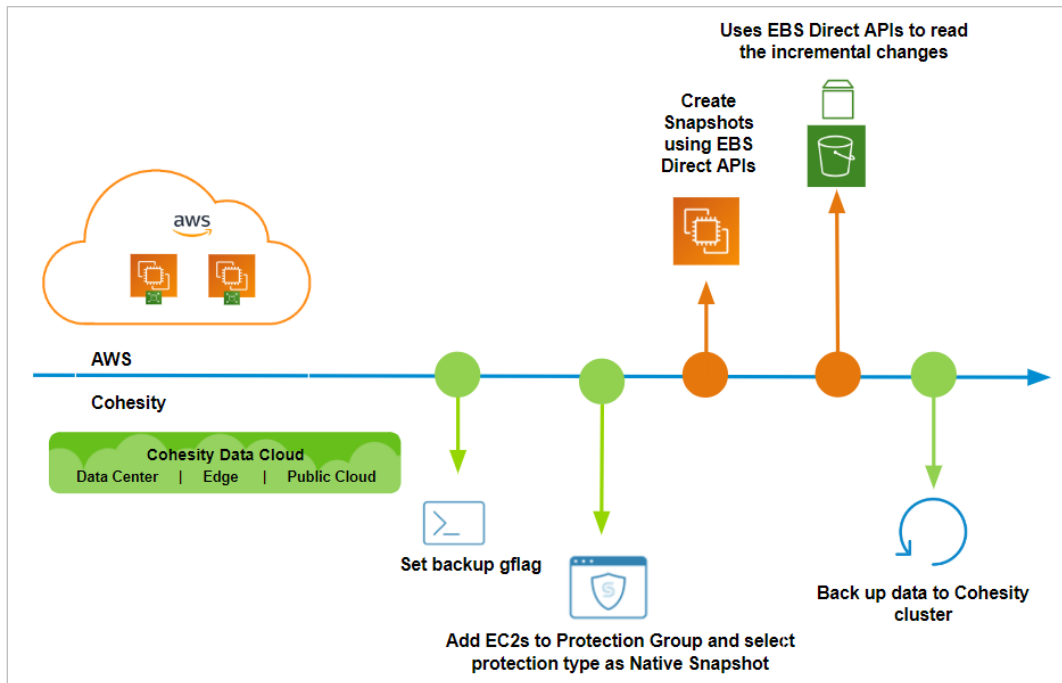 Uses EBS Direct APIs to read
the incremental changes
Create
Snapshots
using EBS
Direct APIs
aws
AWS
Cohesity
Cohesity Data Cloud
Data Center | Edge | Public Cloud
Set backup gflag
Add EC2s to Protection Group and select
protection type as Native Snapshot
Back up data to Cohesity
cluster